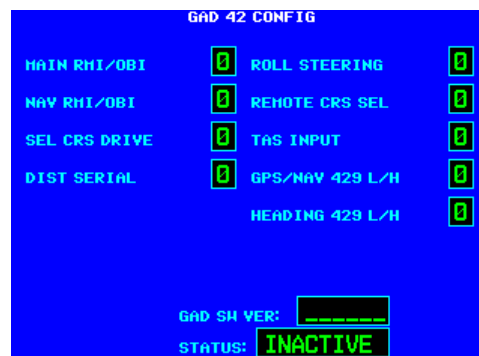 GAD 42 CONFIG
MAIN RMI/OBI 0 ROLL STEERING 0
NAV RMI/OBI 0 REMOTE CRS SEL 0
SEL CRS DRIVE 0 TAS INPUT 0
DIST SERIAL 0 GPS/NAV 429 L/H 0
HEADING 429 L/H 0
GAD SW VER: ______
STATUS: INACTIVE